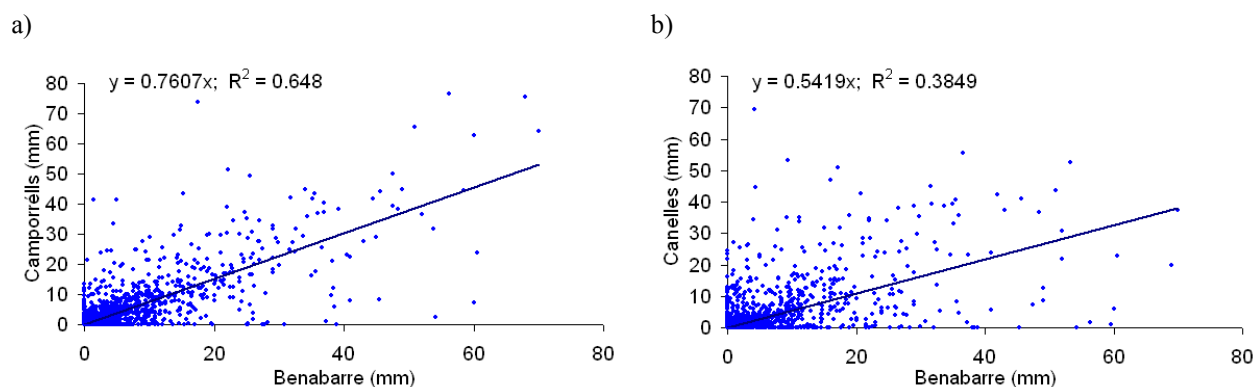 a)
y = 0.7607x; R² = 0.648
80
70
60
50
40
30
20
10
0
Camporrélls (mm)
0 20 40 60 80
Benabarre (mm)
b)
y = 0.5419x; R² = 0.3849
80
70
60
50
40
30
20
10
0
Canelles (mm)
0 20 40 60 80
Benabarre (mm)